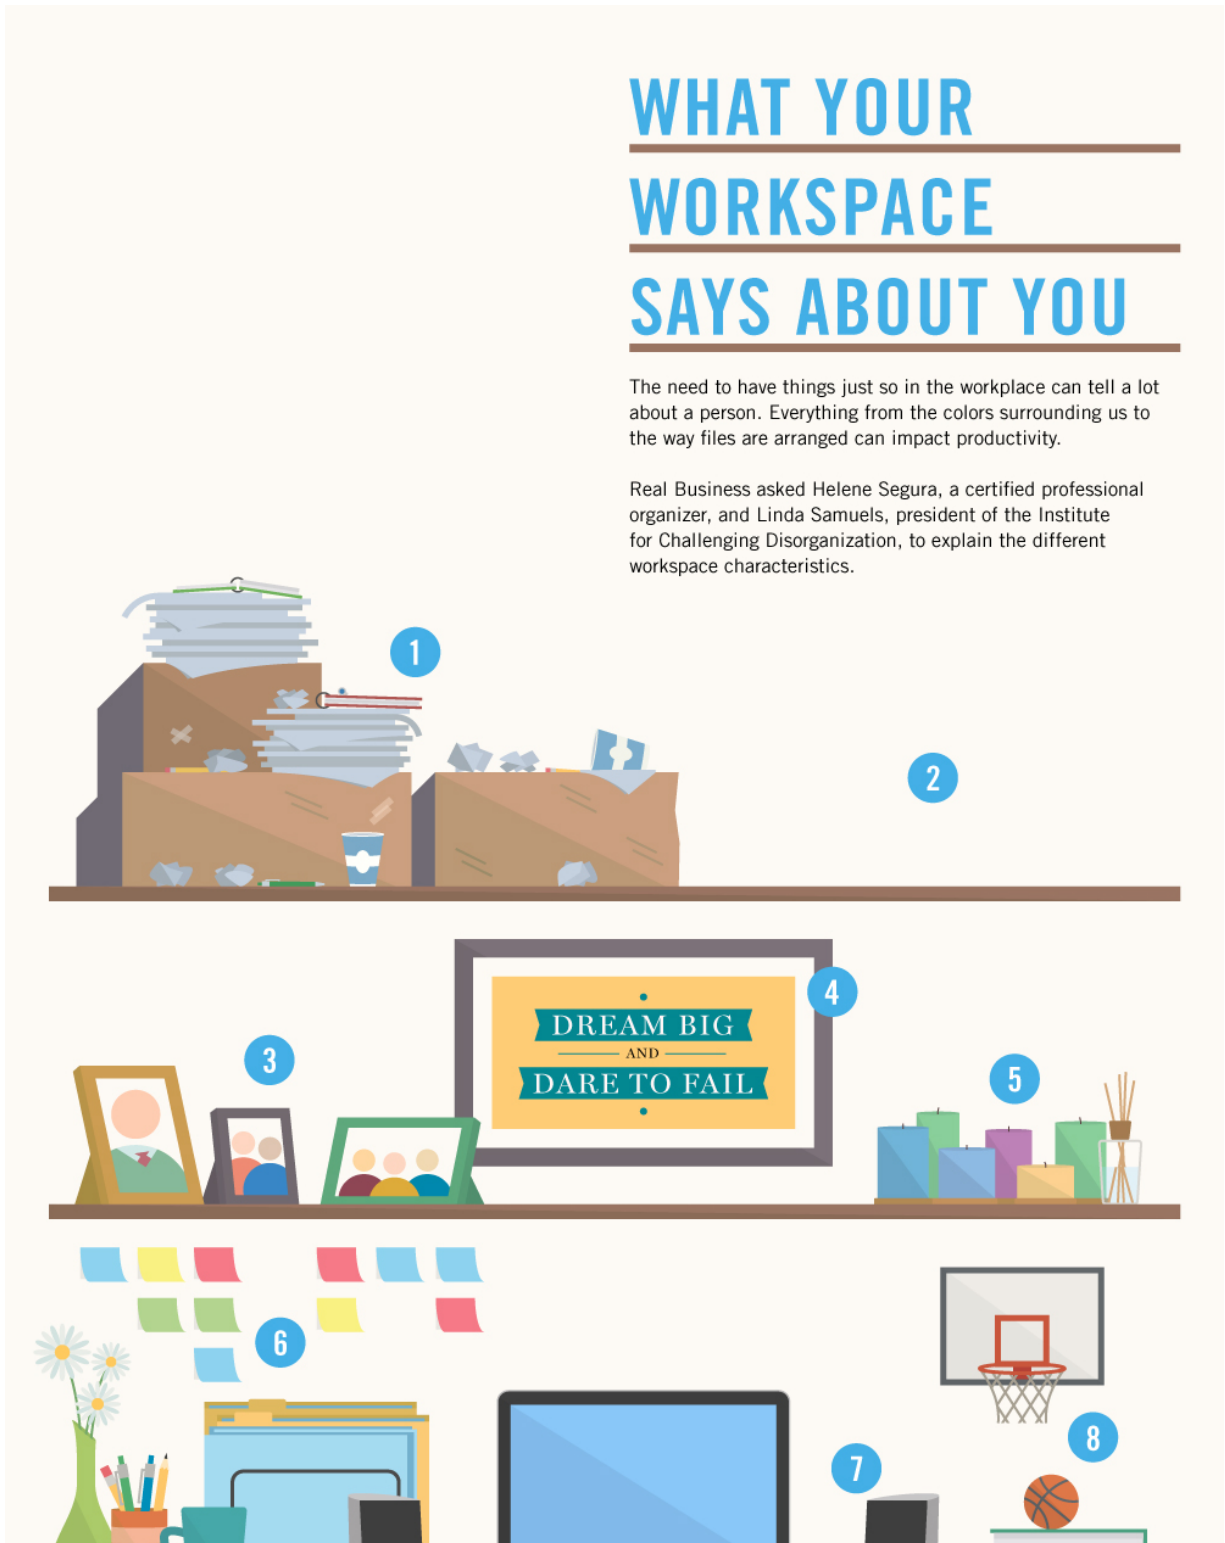 WHAT YOUR
WORKSPACE
SAYS ABOUT YOU
The need to have things just so in the workplace can tell a lot
about a person. Everything from the colors surrounding us to
the way files are arranged can impact productivity.
Real Business asked Helene Segura, a certified professional
organizer, and Linda Samuels, president of the Institute
for Challenging Disorganization, to explain the different
workspace characteristics.
1
2
3
4
DREAM BIG
AND
DARE TO FAIL
5
6
7
8